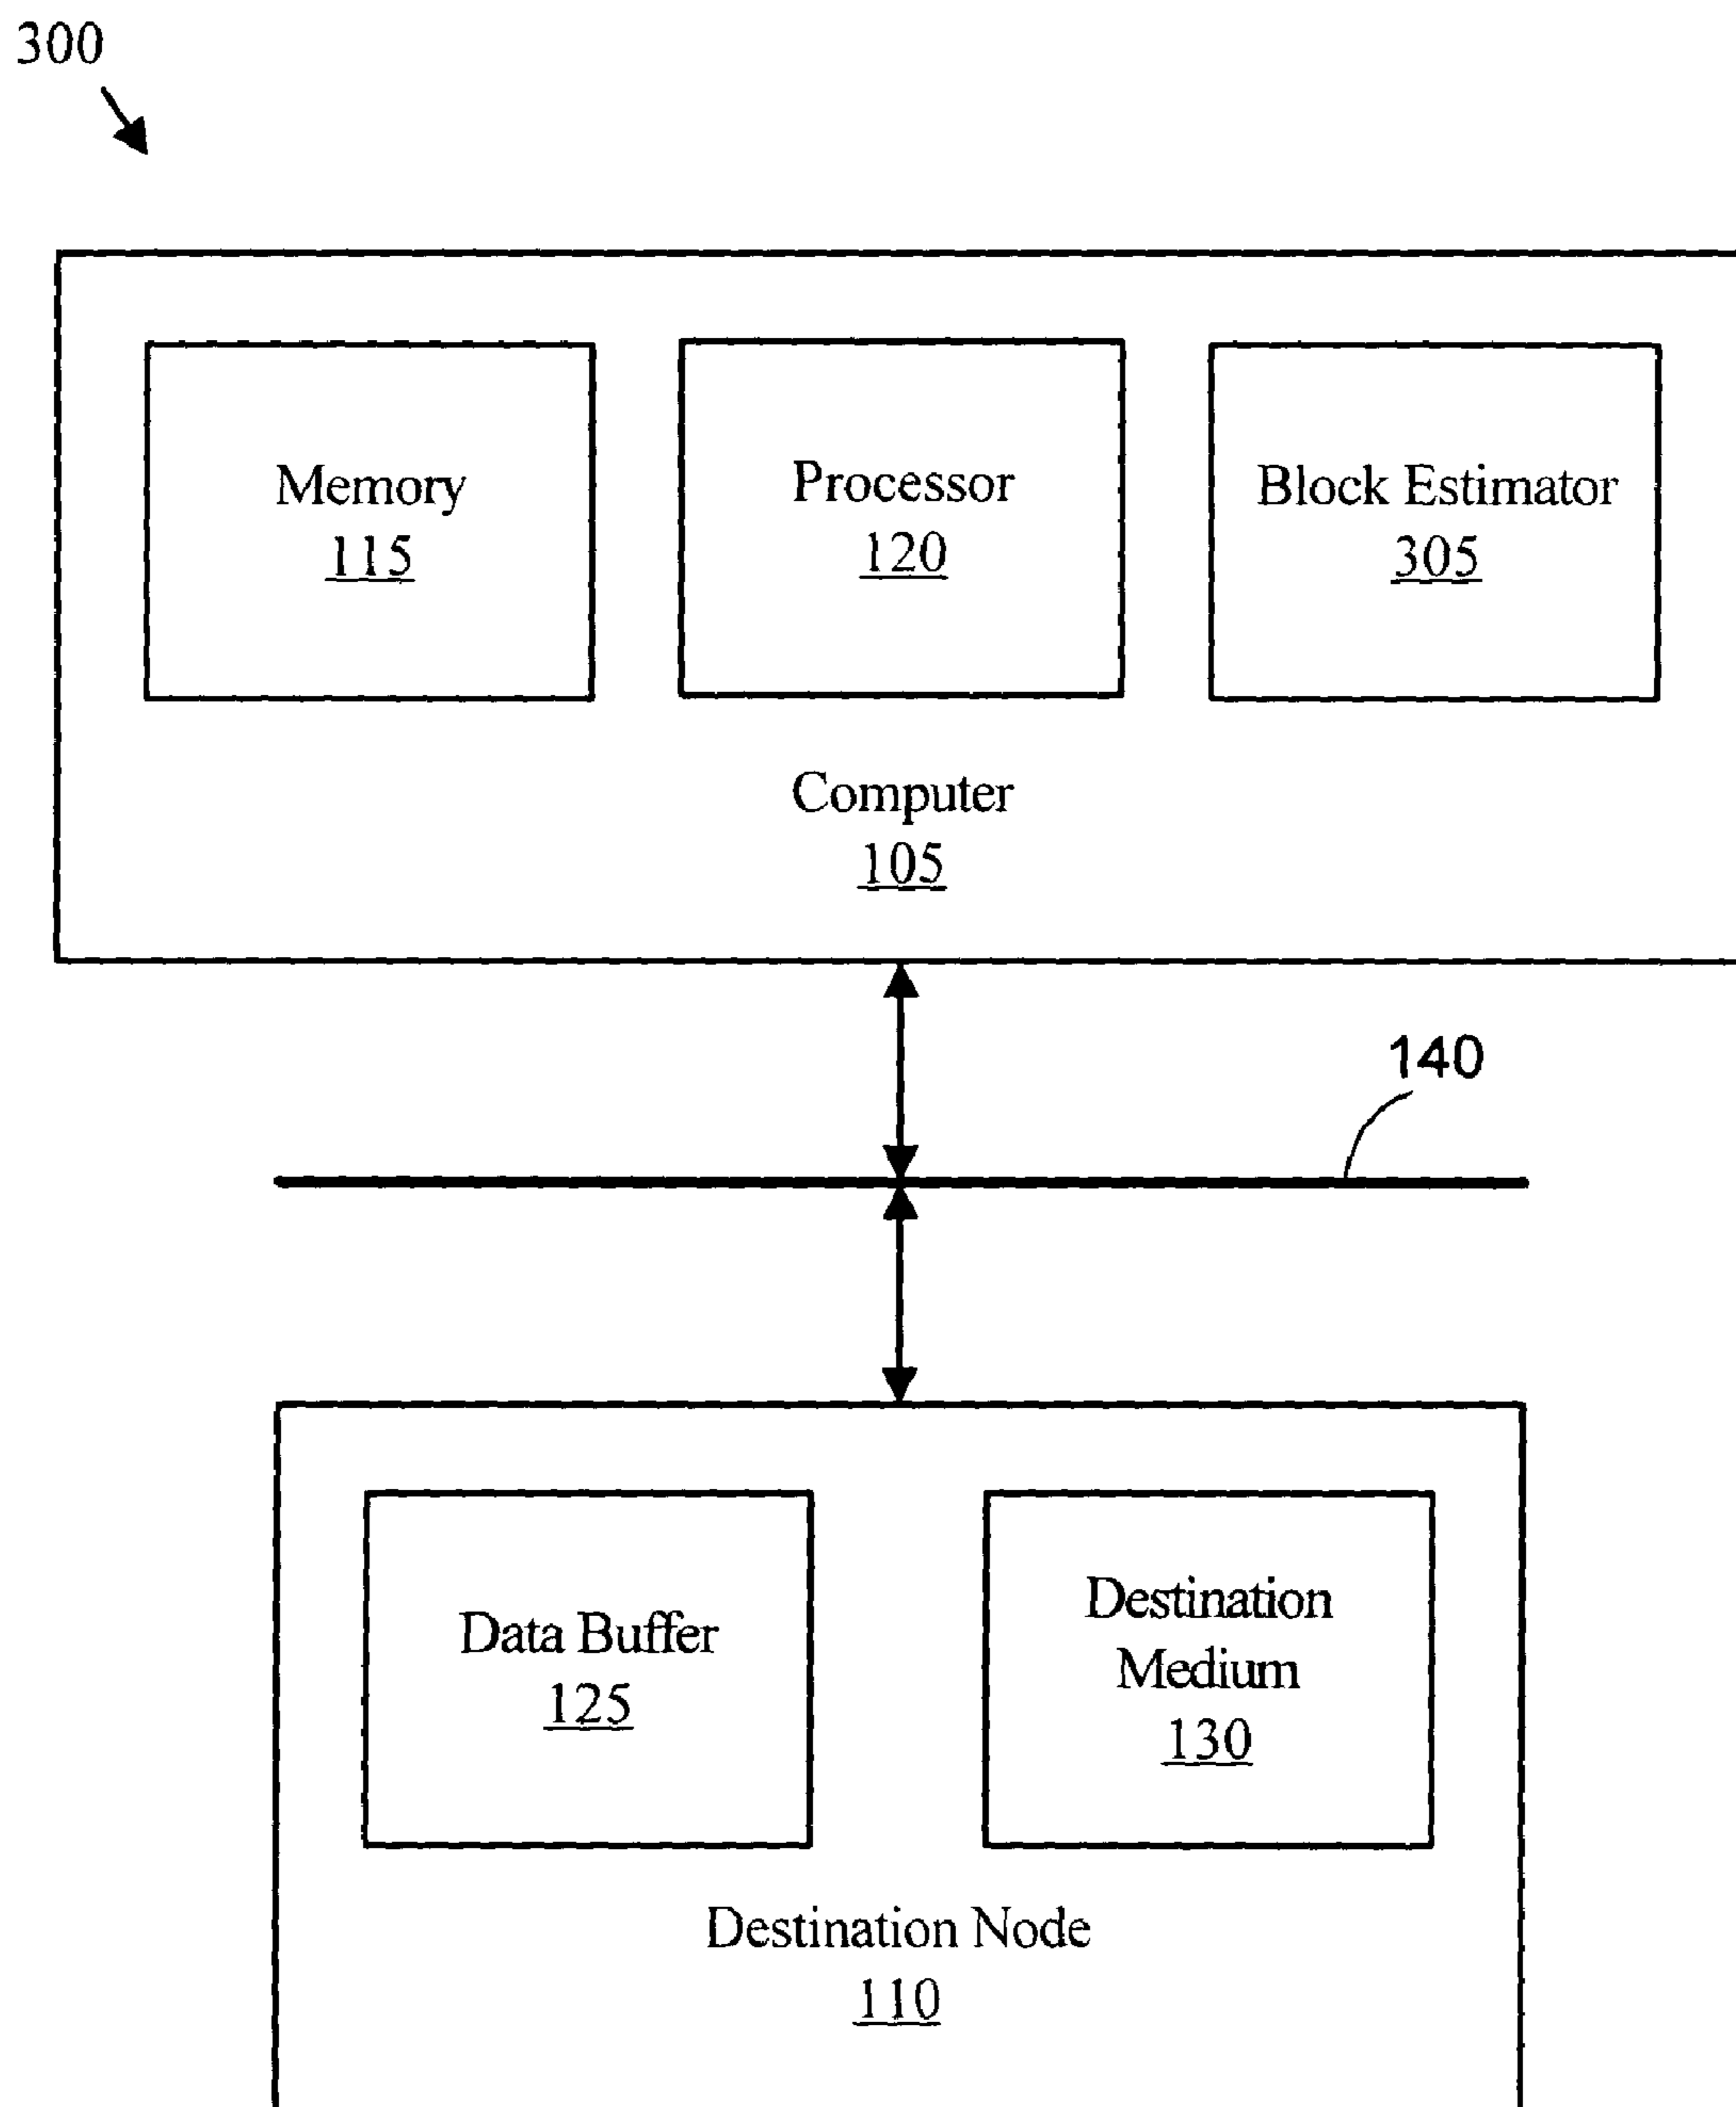 300
Memory
115
Processor
120
Block Estimator
305
Computer
105
140
Data Buffer
125
Destination
Medium
130
Destination Node
110